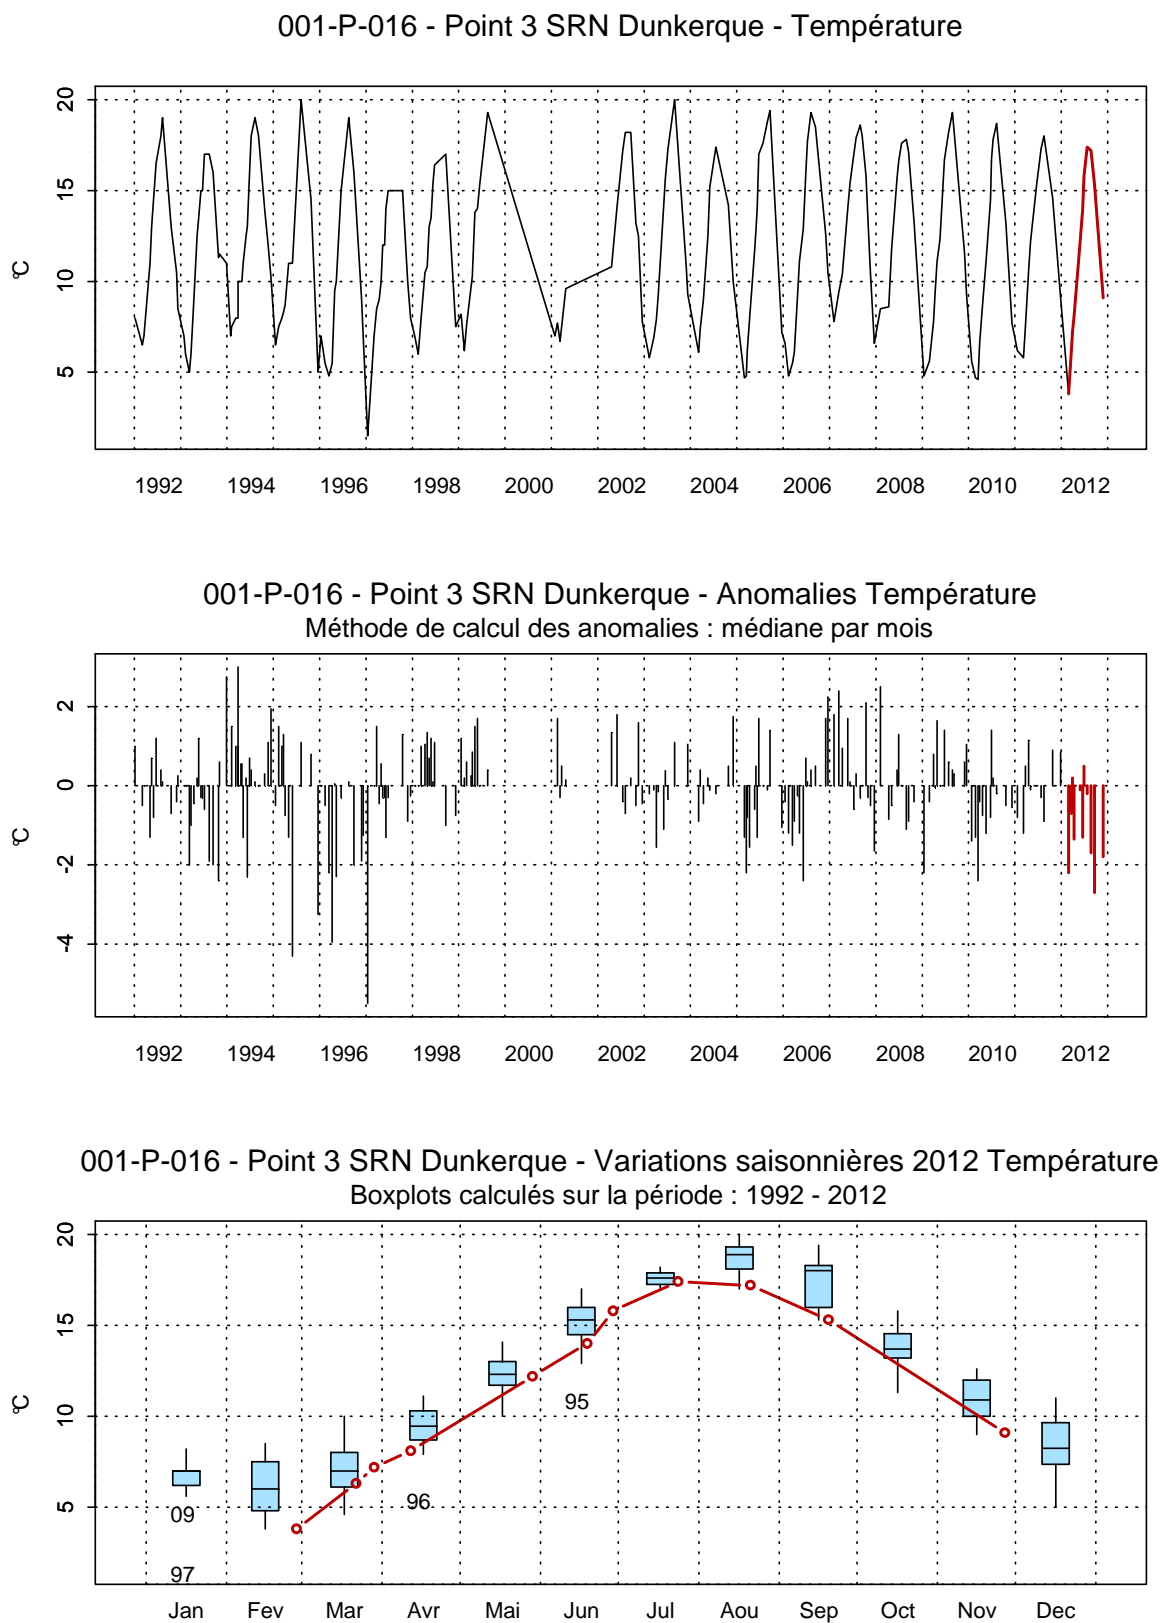 001-P-016 - Point 3 SRN Dunkerque - Température
20
15
10
5
°C
1992 1994 1996 1998 2000 2002 2004 2006 2008 2010 2012
001-P-016 - Point 3 SRN Dunkerque - Anomalies Température
Méthode de calcul des anomalies : médiane par mois
2
0
-2
-4
°C
1992 1994 1996 1998 2000 2002 2004 2006 2008 2010 2012
001-P-016 - Point 3 SRN Dunkerque - Variations saisonnières 2012 Température
Boxplots calculés sur la période : 1992 - 2012
20
15
10
5
°C
95
96
09
97
Jan Fev Mar Avr Mai Jun Jul Aou Sep Oct Nov Dec